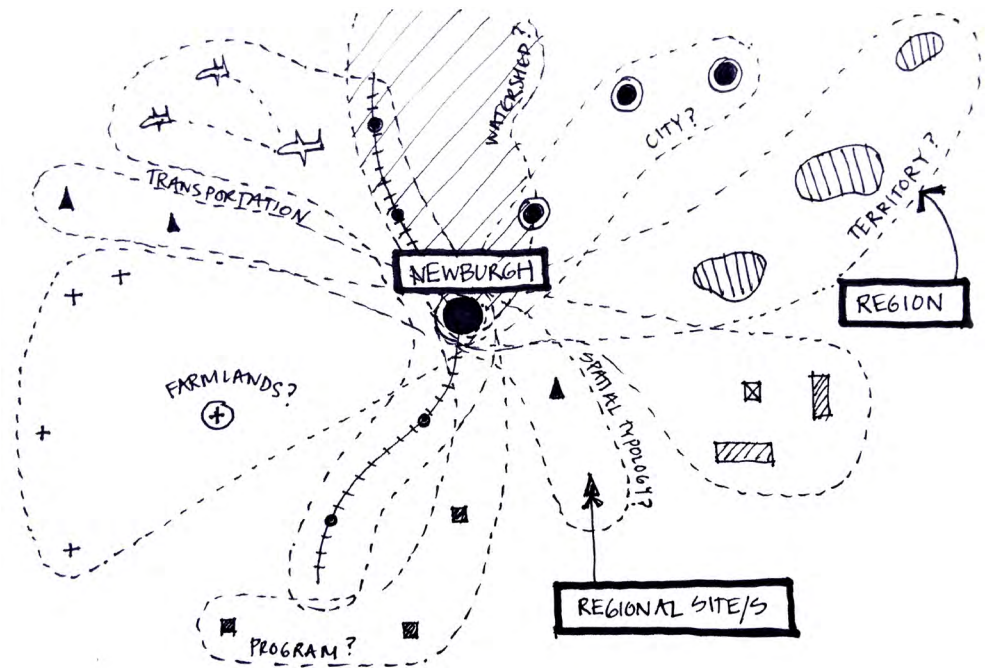 WATERSHED?
CITY?
TRANSPORTATION
TERRITORY?
NEWBURGH
REGION
FARMLANDS?
SPATIAL TYPOLOGY?
REGIONAL SITE/S
PROGRAM?